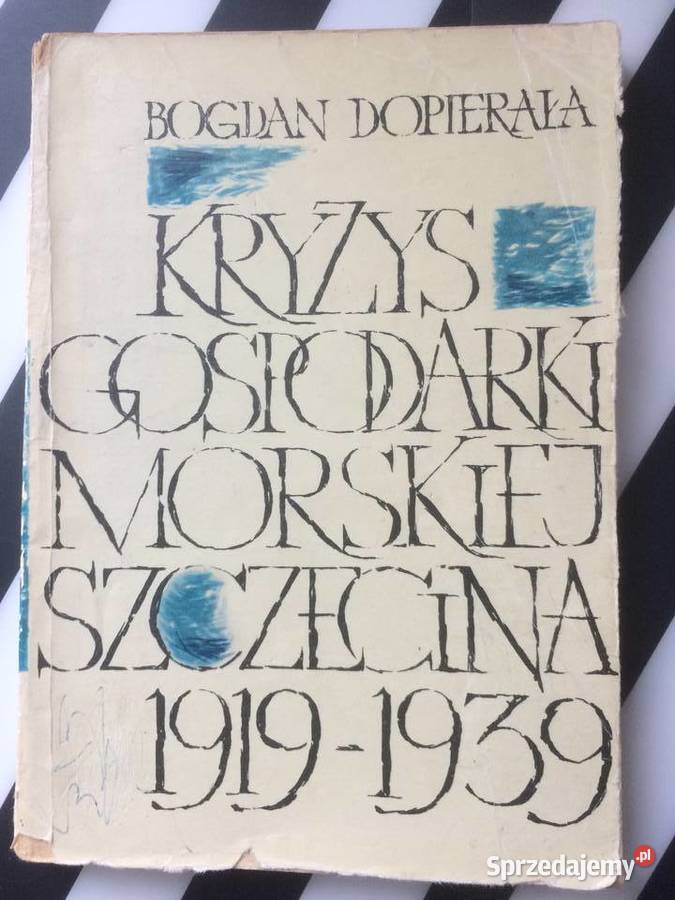 BOGDAN DOPIERAŁA
KRYZYS
GOSPODARKI
MORSKIEJ
SZCZECINA
1919-1939
Sprzedajemy.pl